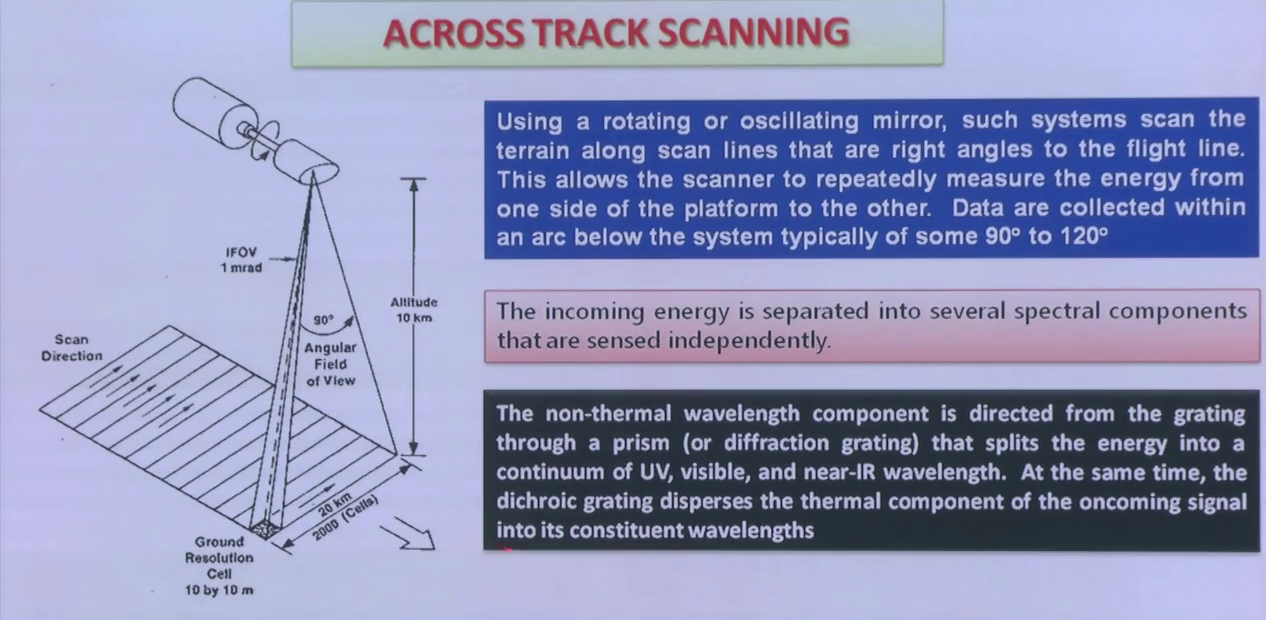 ACROSS TRACK SCANNING
IFOV
1 mrad
Altitude
10 km
90°
Angular
Field
of View
Scan
Direction
20 km
2000 (Cells)
Ground
Resolution
Cell
10 by 10 m
Using a rotating or oscillating mirror, such systems scan the
terrain along scan lines that are right angles to the flight line.
This allows the scanner to repeatedly measure the energy from
one side of the platform to the other. Data are collected within
an arc below the system typically of some 90° to 120°
The incoming energy is separated into several spectral components
that are sensed independently.
The non-thermal wavelength component is directed from the grating
through a prism (or diffraction grating) that splits the energy into a
continuum of UV, visible, and near-IR wavelength. At the same time, the
dichroic grating disperses the thermal component of the oncoming signal
into its constituent wavelengths